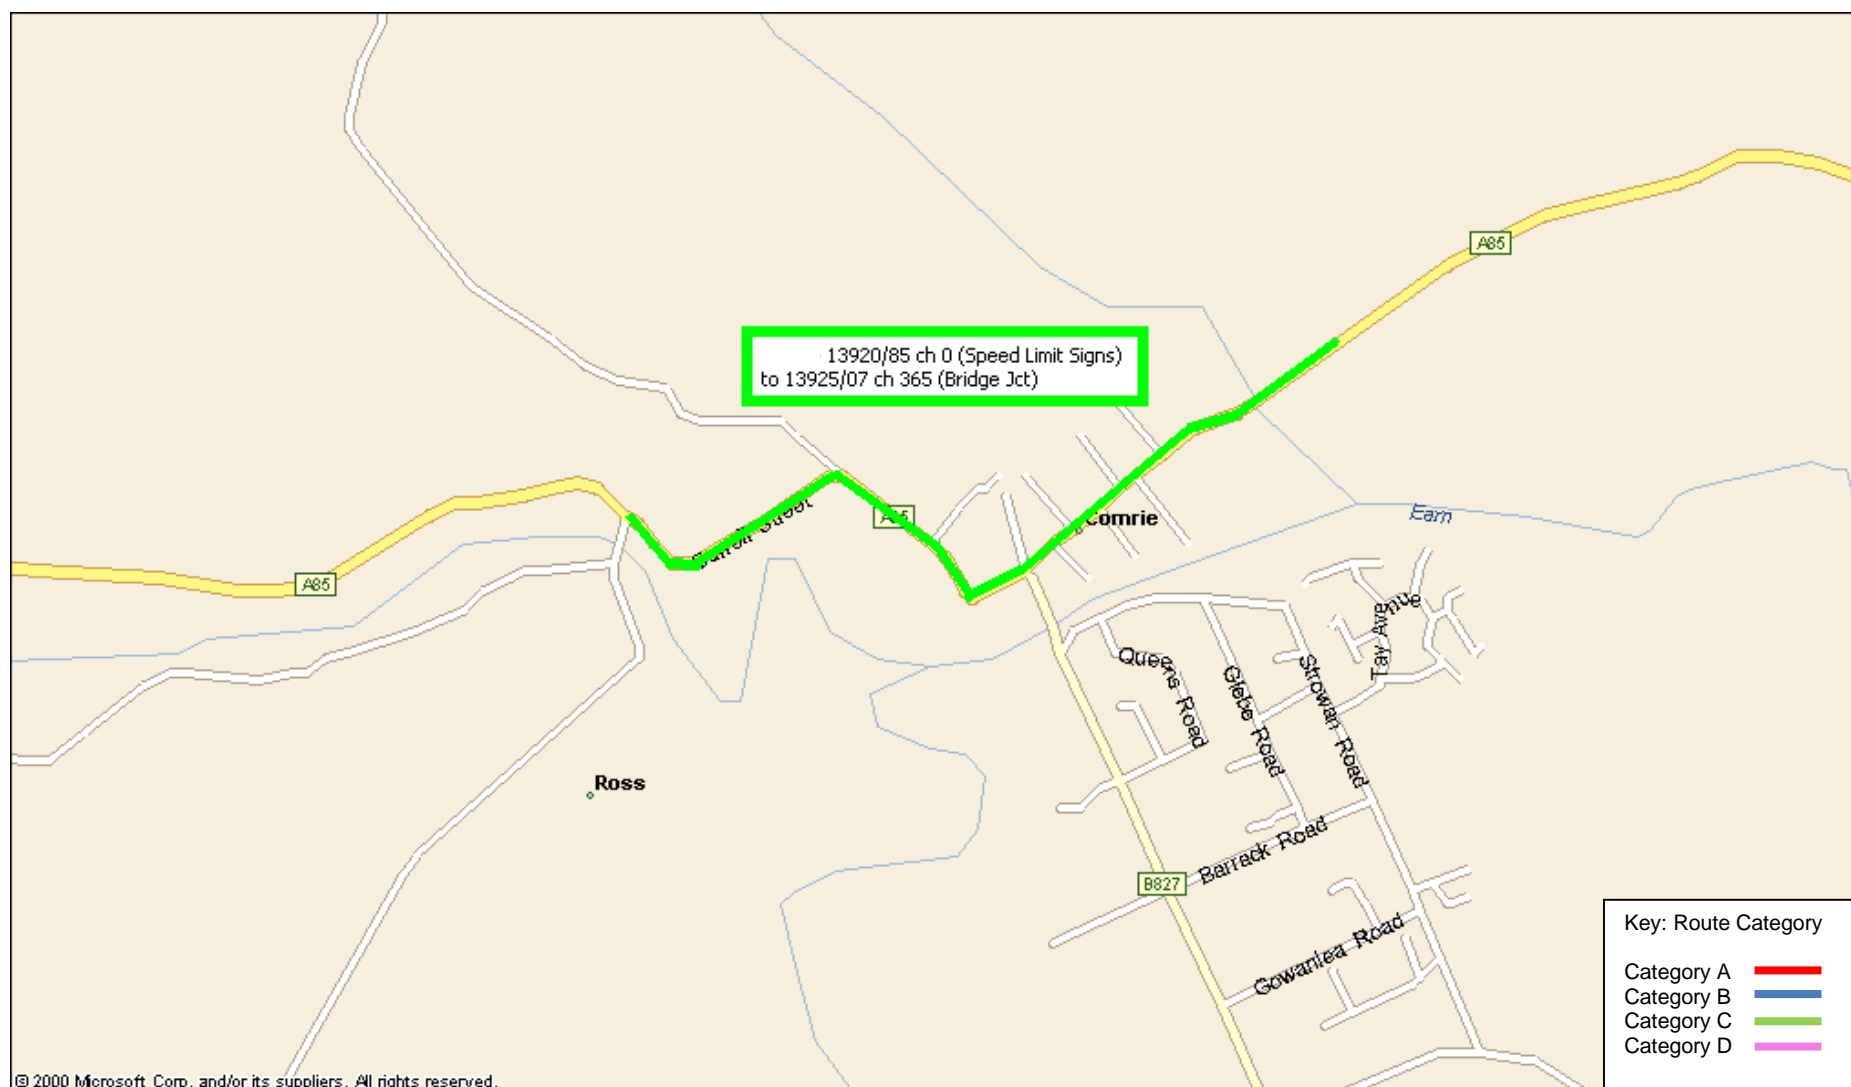 A85
13920/85 ch 0 (Speed Limit Signs)
to 13925/07 ch 365 (Bridge Jct)
Earn
Comrie
Street
A85
Tay Avenue
Queens Road
Glebe Road
Strowan Road
Ross
Barrack Road
B827
Gowanlea Road
Key: Route Category
Category A
Category B
Category C
Category D
© 2000 Microsoft Corp. and/or its suppliers. All rights reserved.